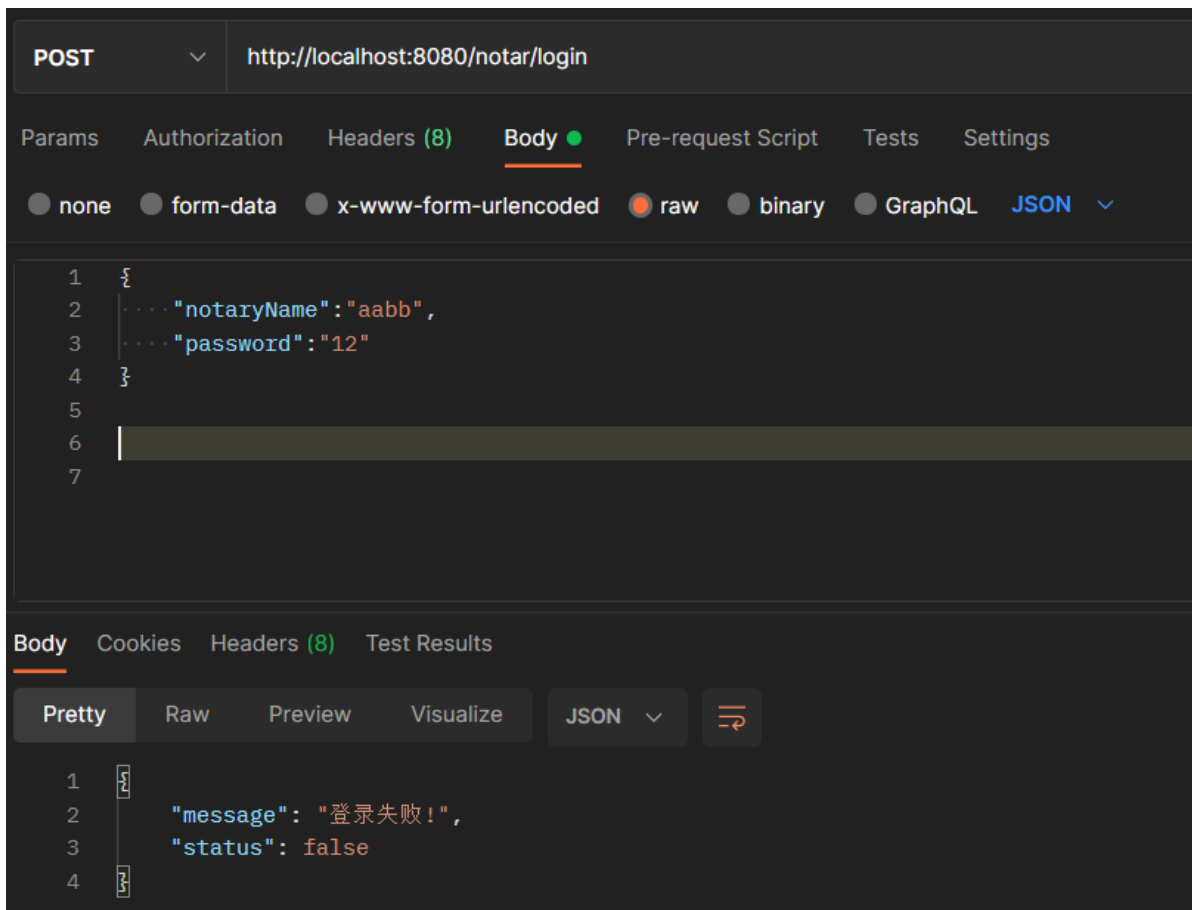 POST http://localhost:8080/notar/login
Params Authorization Headers (8) Body Pre-request Script Tests Settings
none form-data x-www-form-urlencoded raw binary GraphQL JSON
1 {
2 ····"notaryName":"aabb",
3 ····"password":"12"
4 }
5
6
7
Body Cookies Headers (8) Test Results
Pretty Raw Preview Visualize JSON
1 {
2 "message": "登录失败!",
3 "status": false
4 }